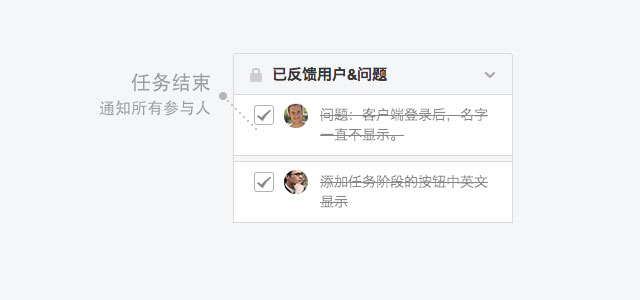 任务结束
通知所有参与人
已反馈用户&问题
问题：客户端登录后，名字
一直不显示。
添加任务阶段的按钮中英文
显示